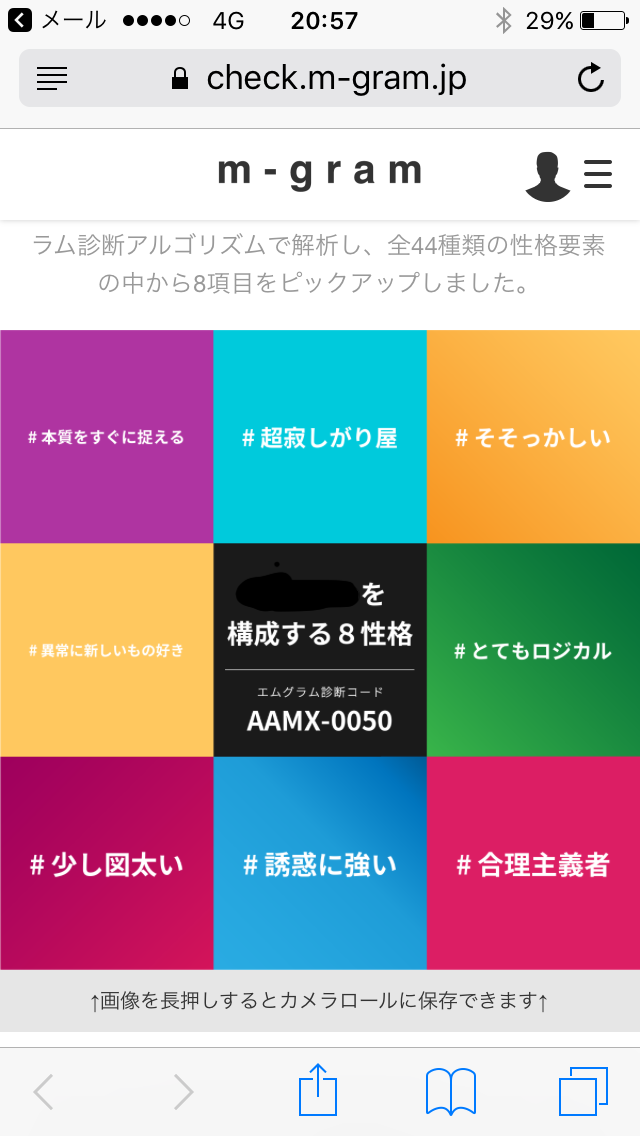 メール 4G 20:57 29%
check.m-gram.jp
m-gram
ラム診断アルゴリズムで解析し、全44種類の性格要素
の中から8項目をピックアップしました。
#本質をすぐに捉える
#超寂しがり屋
#そそっかしい
#異常に新しいもの好き
を
構成する８性格
エムグラム診断コード
AAMX-0050
#とてもロジカル
#少し図太い
#誘惑に強い
#合理主義者
↑画像を長押しするとカメラロールに保存できます↑